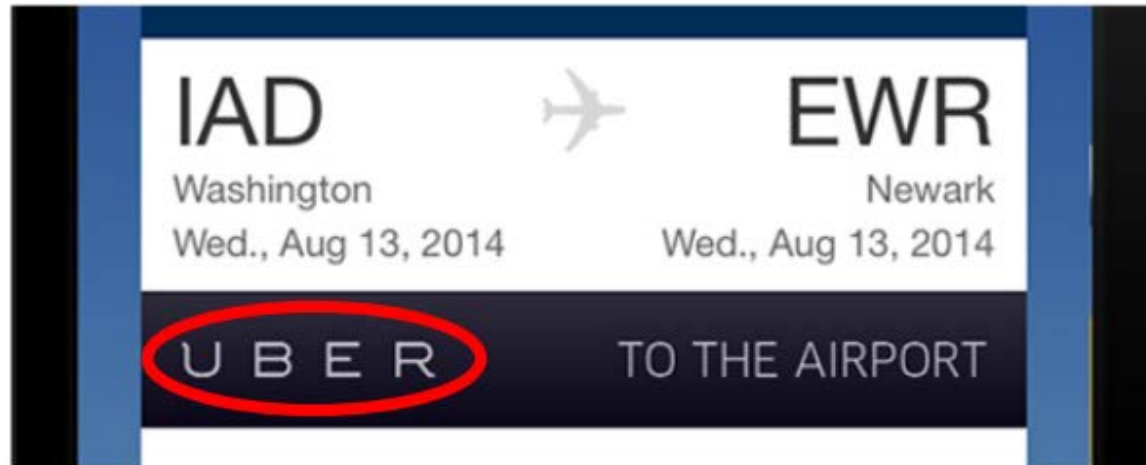 IAD EWR
Washington Newark
Wed., Aug 13, 2014 Wed., Aug 13, 2014
UBER TO THE AIRPORT